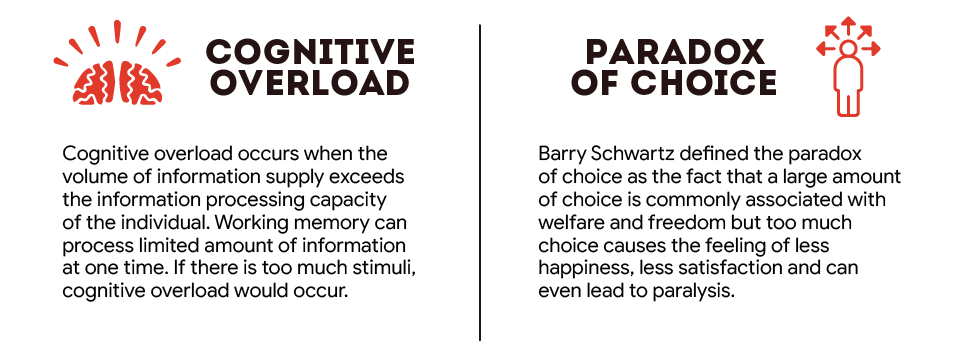 COGNITIVE
OVERLOAD
Cognitive overload occurs when the
volume of information supply exceeds
the information processing capacity
of the individual. Working memory can
process limited amount of information
at one time. If there is too much stimuli,
cognitive overload would occur.
PARADOX
OF CHOICE
Barry Schwartz defined the paradox
of choice as the fact that a large amount
of choice is commonly associated with
welfare and freedom but too much
choice causes the feeling of less
happiness, less satisfaction and can
even lead to paralysis.